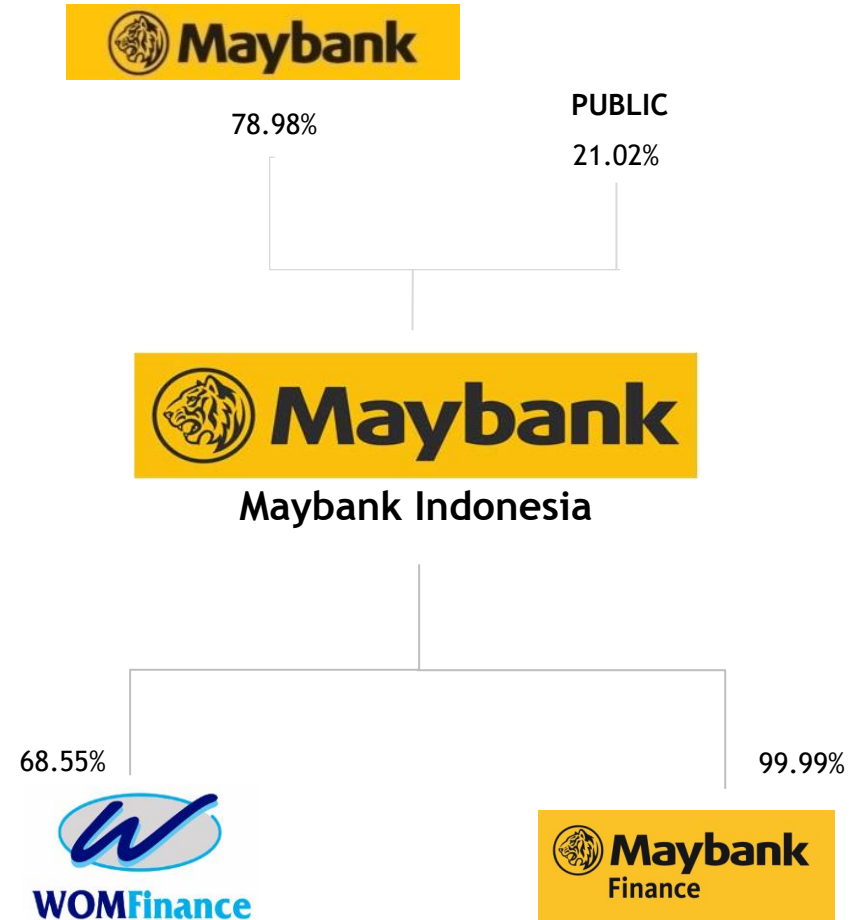 Maybank
78.98%
PUBLIC
21.02%
Maybank
Maybank Indonesia
68.55%
99.99%
WOMFinance
Maybank
Finance